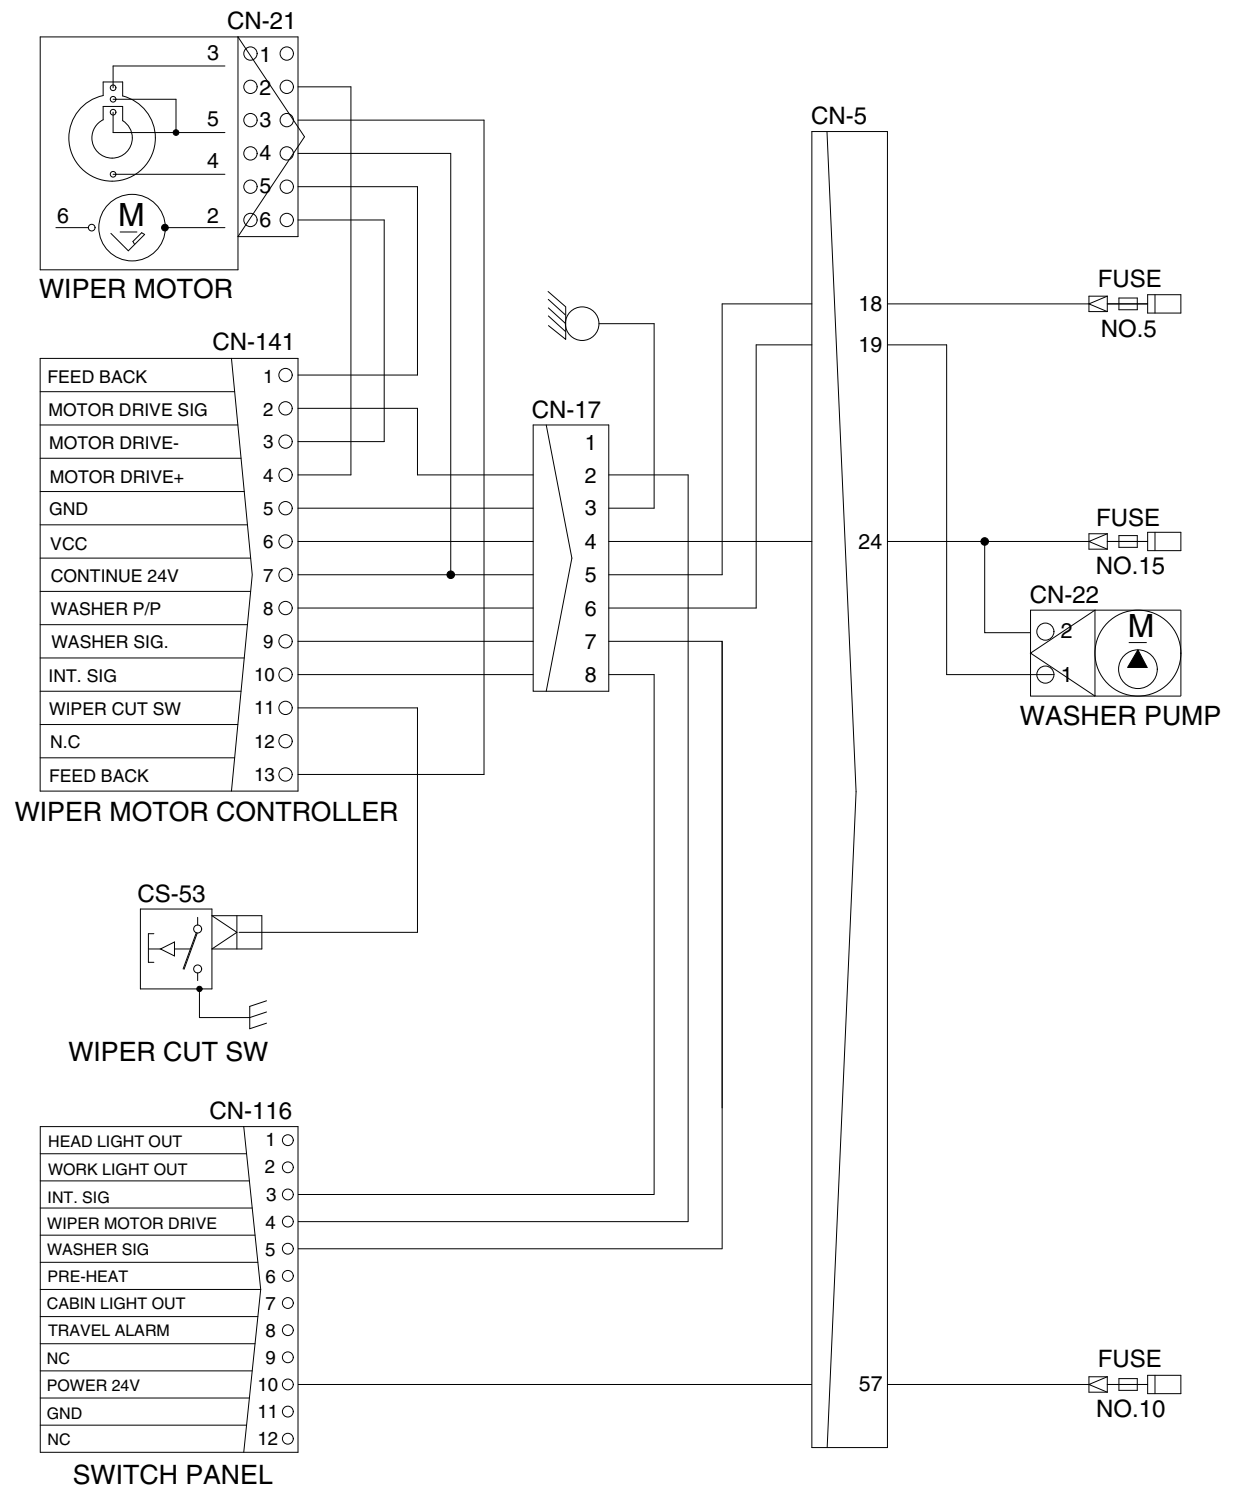 CN-21
3
5
4
6
M
2
1
2
3
4
5
6
WIPER MOTOR
CN-141
FEED BACK 1
MOTOR DRIVE SIG 2
MOTOR DRIVE- 3
MOTOR DRIVE+ 4
GND 5
VCC 6
CONTINUE 24V 7
WASHER P/P 8
WASHER SIG. 9
INT. SIG 10
WIPER CUT SW 11
N.C 12
FEED BACK 13
WIPER MOTOR CONTROLLER
CN-17
1
2
3
4
5
6
7
8
CN-5
18
19
24
57
FUSE
NO.5
FUSE
NO.15
CN-22
2
1
M
WASHER PUMP
CS-53
WIPER CUT SW
CN-116
HEAD LIGHT OUT 1
WORK LIGHT OUT 2
INT. SIG 3
WIPER MOTOR DRIVE 4
WASHER SIG 5
PRE-HEAT 6
CABIN LIGHT OUT 7
TRAVEL ALARM 8
NC 9
POWER 24V 10
GND 11
NC 12
SWITCH PANEL
FUSE
NO.10